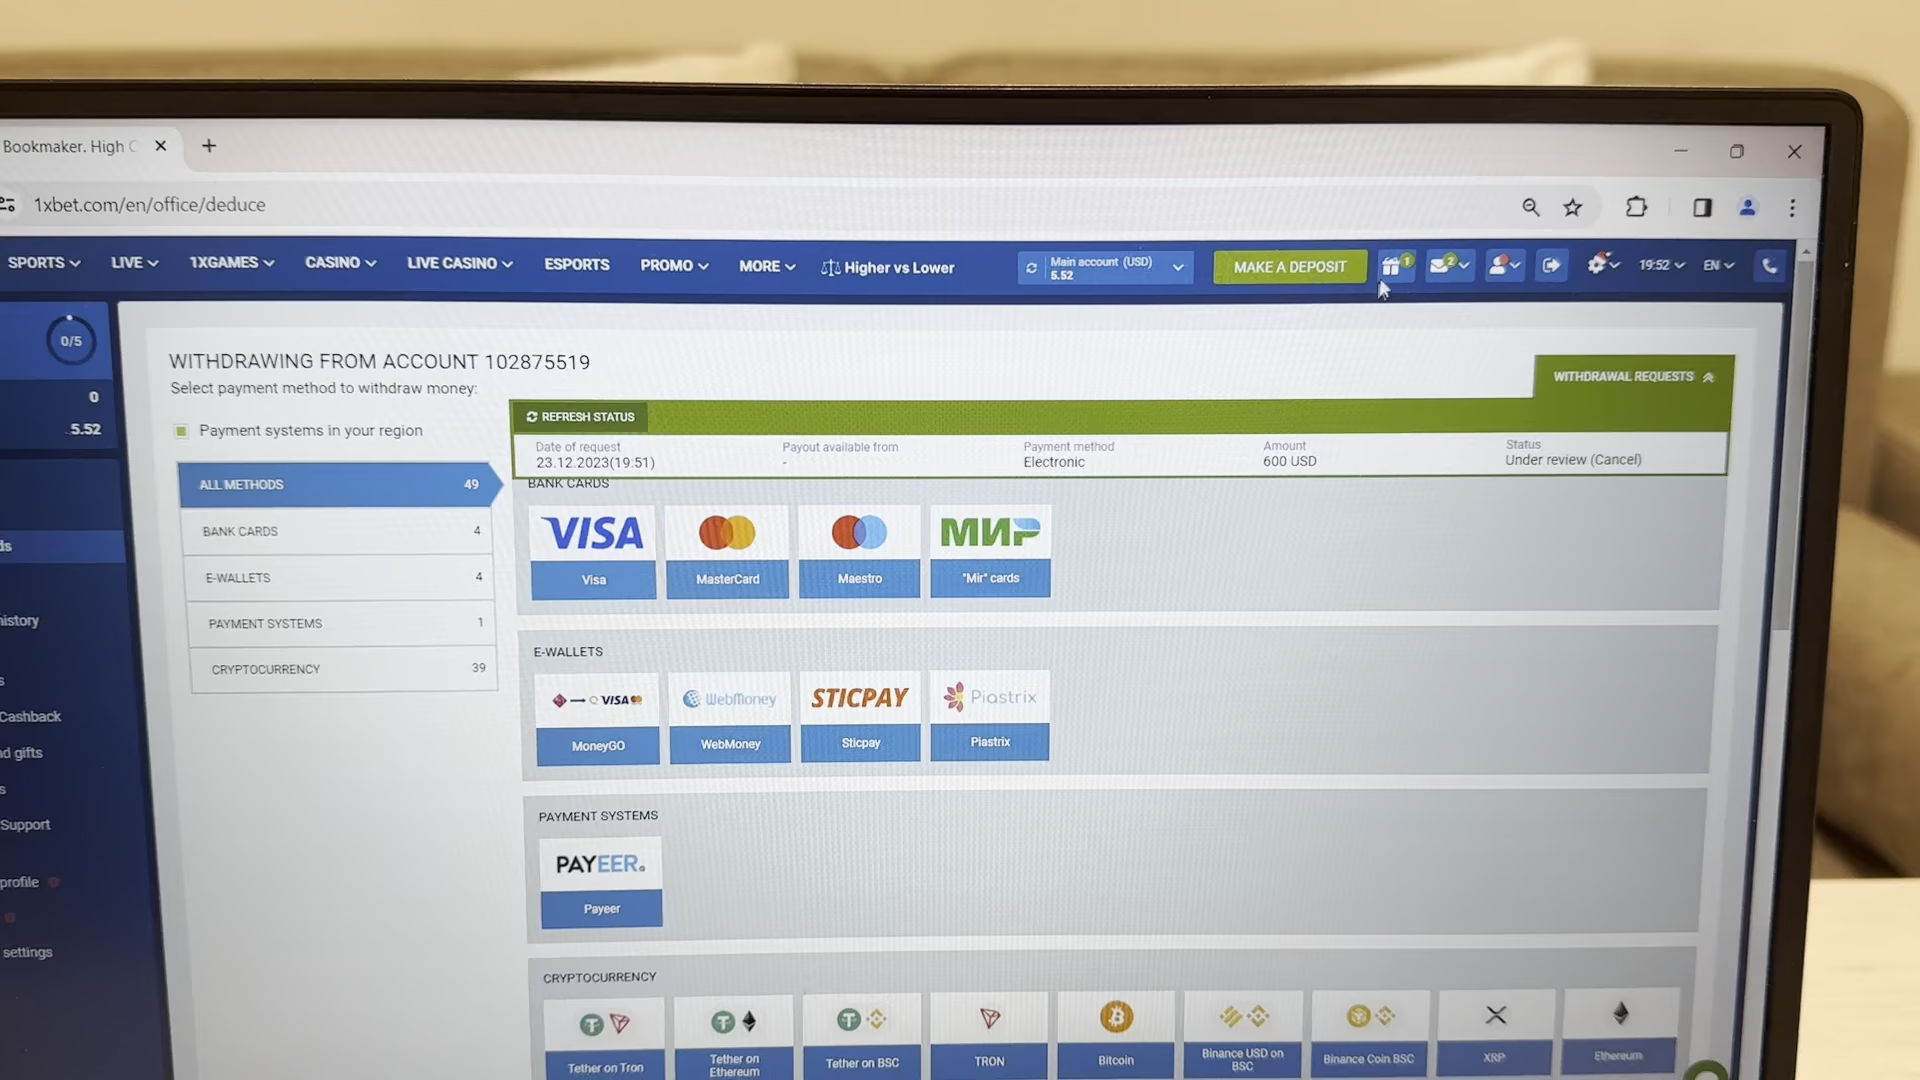 Bookmaker. High
1xbet.com/en/office/deduce
SPORTS LIVE 1XGAMES CASINO LIVE CASINO ESPORTS PROMO MORE Higher vs Lower
Main account (USD)
5.52
MAKE A DEPOSIT
1
2
19:52
EN
0/5
0
5.52
ds
history
s
Cashback
nd gifts
s
Support
profile
settings
WITHDRAWING FROM ACCOUNT 102875519
Select payment method to withdraw money:
WITHDRAWAL REQUESTS
Payment systems in your region
REFRESH STATUS
Date of request Payout available from Payment method Amount Status
23.12.2023(19:51) - Electronic 600 USD Under review (Cancel)
ALL METHODS 49
BANK CARDS 4
E-WALLETS 4
PAYMENT SYSTEMS 1
CRYPTOCURRENCY 39
BANK CARDS
VISA МИР
Visa MasterCard Maestro "Mir" cards
E-WALLETS
VISA WebMoney STICPAY Piastrix
MoneyGO WebMoney Sticpay Piastrix
PAYMENT SYSTEMS
PAYEER
Payeer
CRYPTOCURRENCY
Tether on Tron
Tether on
Ethereum
Tether on BSC
TRON
Bitcoin
Binance USD on
BSC
Binance Coin BSC
XRP
Ethereum